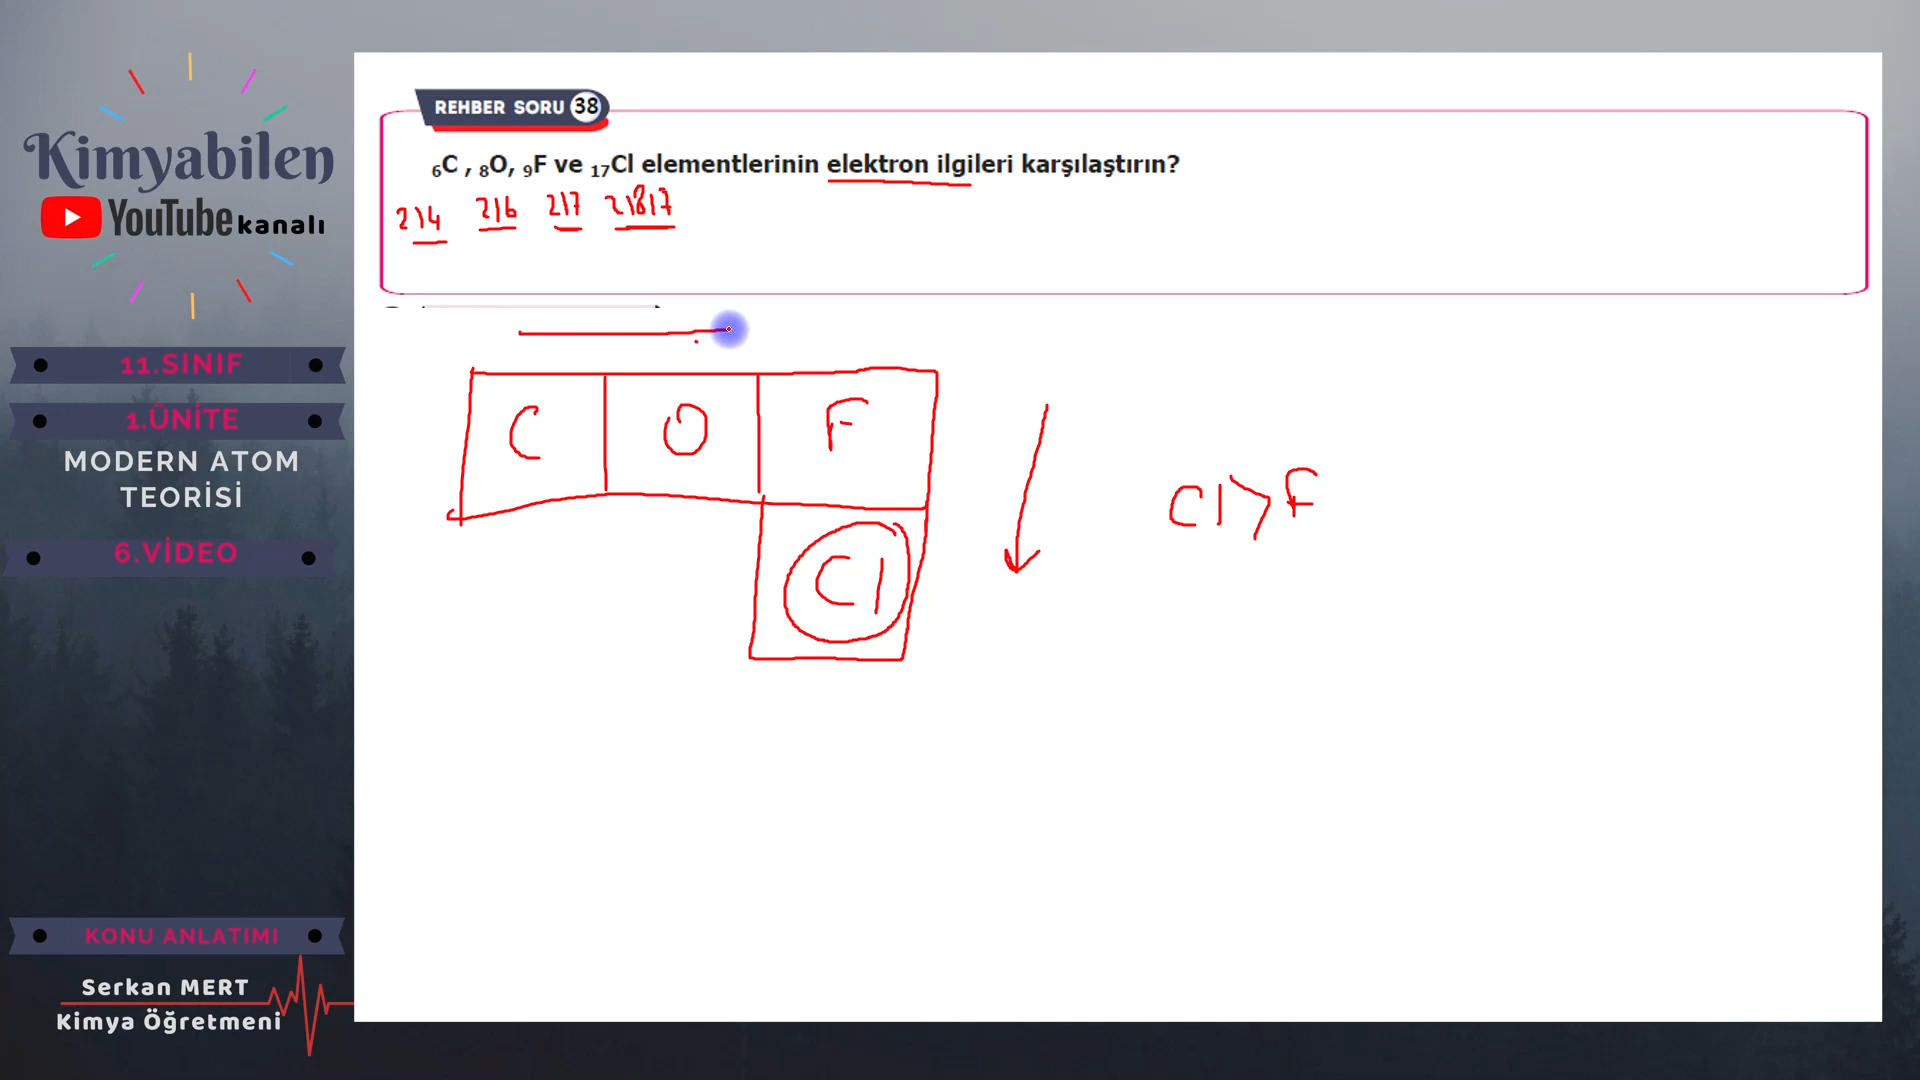 Kimyabilen
YouTube kanalı
11.SINIF
1.ÜNİTE
MODERN ATOM
TEORİSİ
6.VİDEO
KONU ANLATIMI
Serkan MERT
Kimya Öğretmeni
REHBER SORU 38
₆C , ₈O, ₉F ve ₁₇Cl elementlerinin elektron ilgileri karşılaştırın?
2)4 2)6 2)7 2)8)7
C O F
Cl
Cl>F